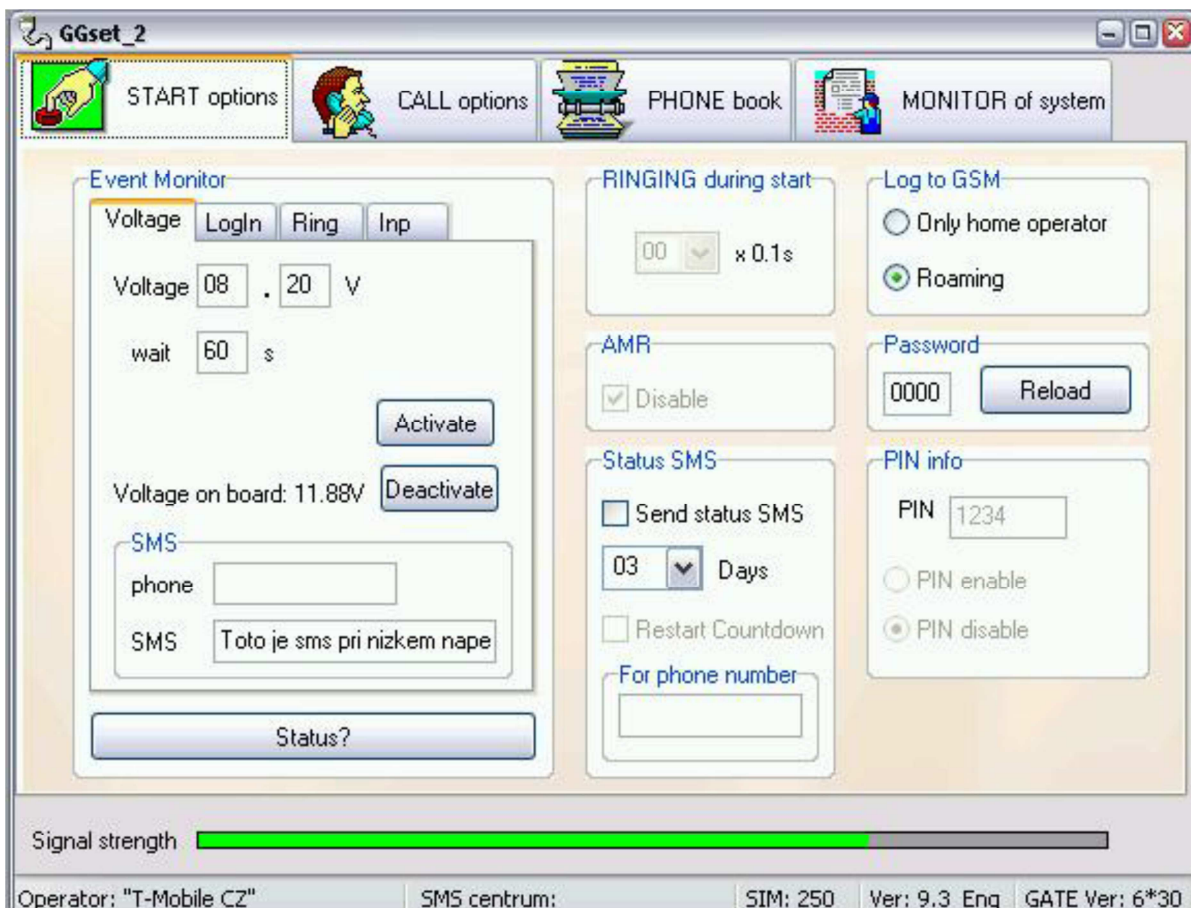 GGset_2
START options
CALL options
PHONE book
MONITOR of system
Event Monitor
Voltage LogIn Ring Inp
Voltage 08 . 20 V
wait 60 s
Activate
Voltage on board: 11.88V Deactivate
SMS
phone
SMS Toto je sms pri nizkem nape
Status?
RINGING during start
00 x 0.1s
AMR
Disable
Status SMS
Send status SMS
03 Days
Restart Countdown
For phone number
Log to GSM
Only home operator
Roaming
Password
0000 Reload
PIN info
PIN 1234
PIN enable
PIN disable
Signal strength
Operator: "T-Mobile CZ" SMS centrum: SIM: 250 Ver: 9.3 Eng GATE Ver: 6*30